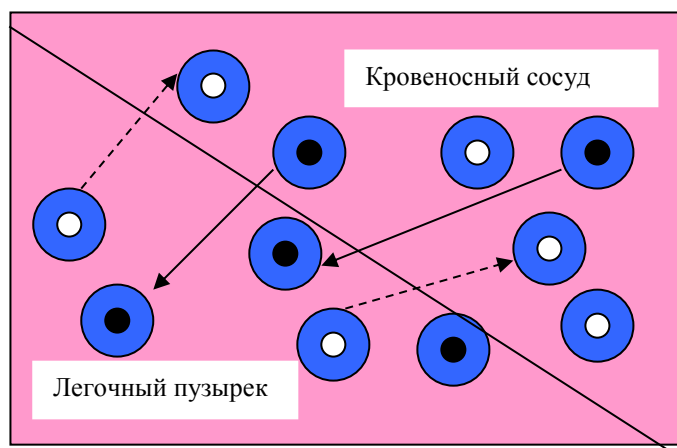 Кровеносный сосуд
Легочный пузырек